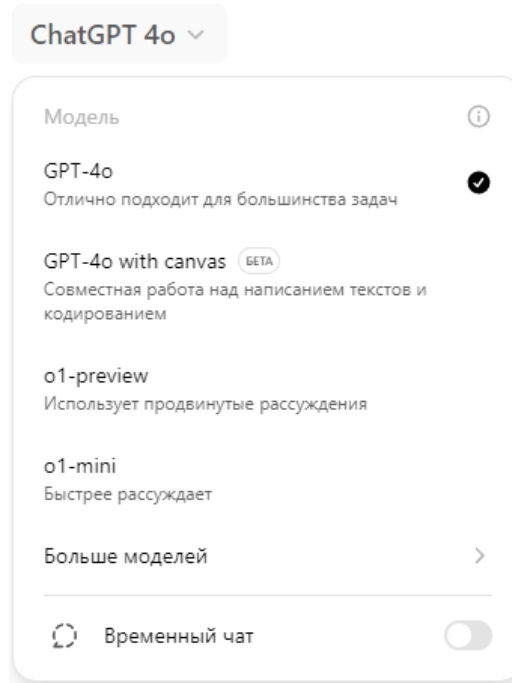 ChatGPT 4o
Модель
GPT-4o
Отлично подходит для большинства задач
GPT-4o with canvas БЕТА
Совместная работа над написанием текстов и
кодированием
o1-preview
Использует продвинутые рассуждения
o1-mini
Быстрее рассуждает
Больше моделей
Временный чат